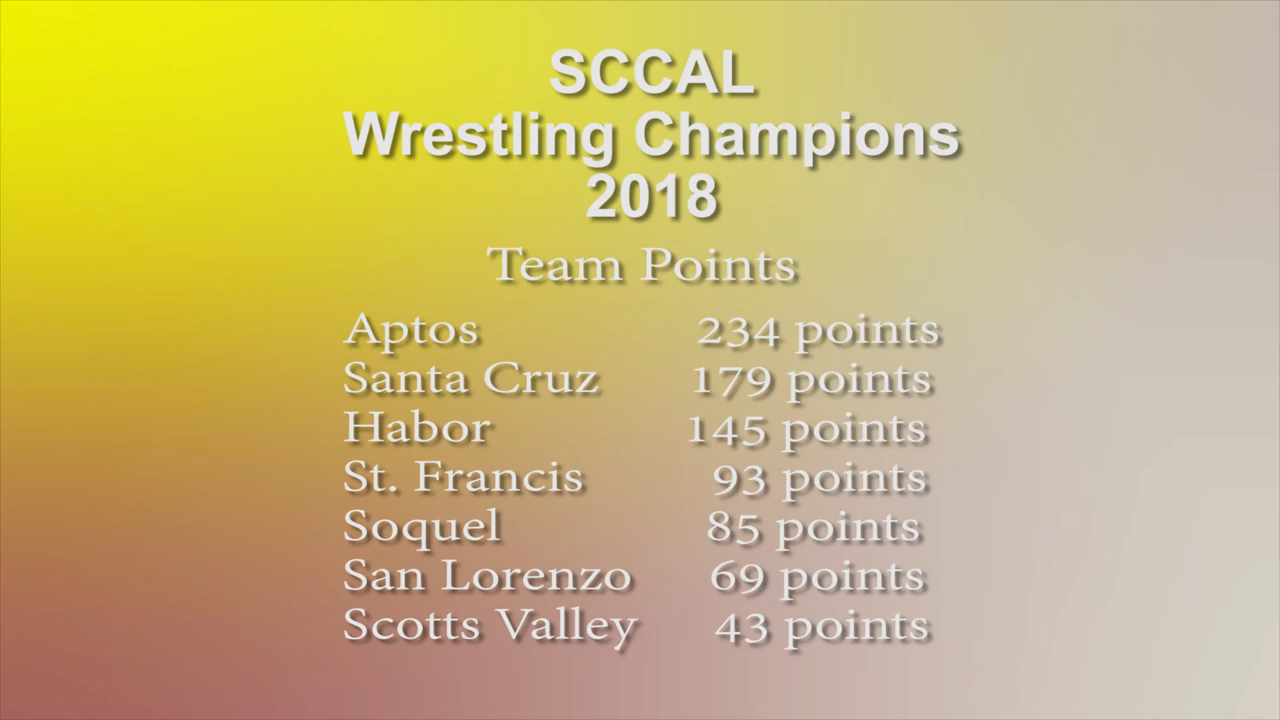 SCCAL
Wrestling Champions
2018
Team Points
Aptos 234 points
Santa Cruz 179 points
Habor 145 points
St. Francis 93 points
Soquel 85 points
San Lorenzo 69 points
Scotts Valley 43 points